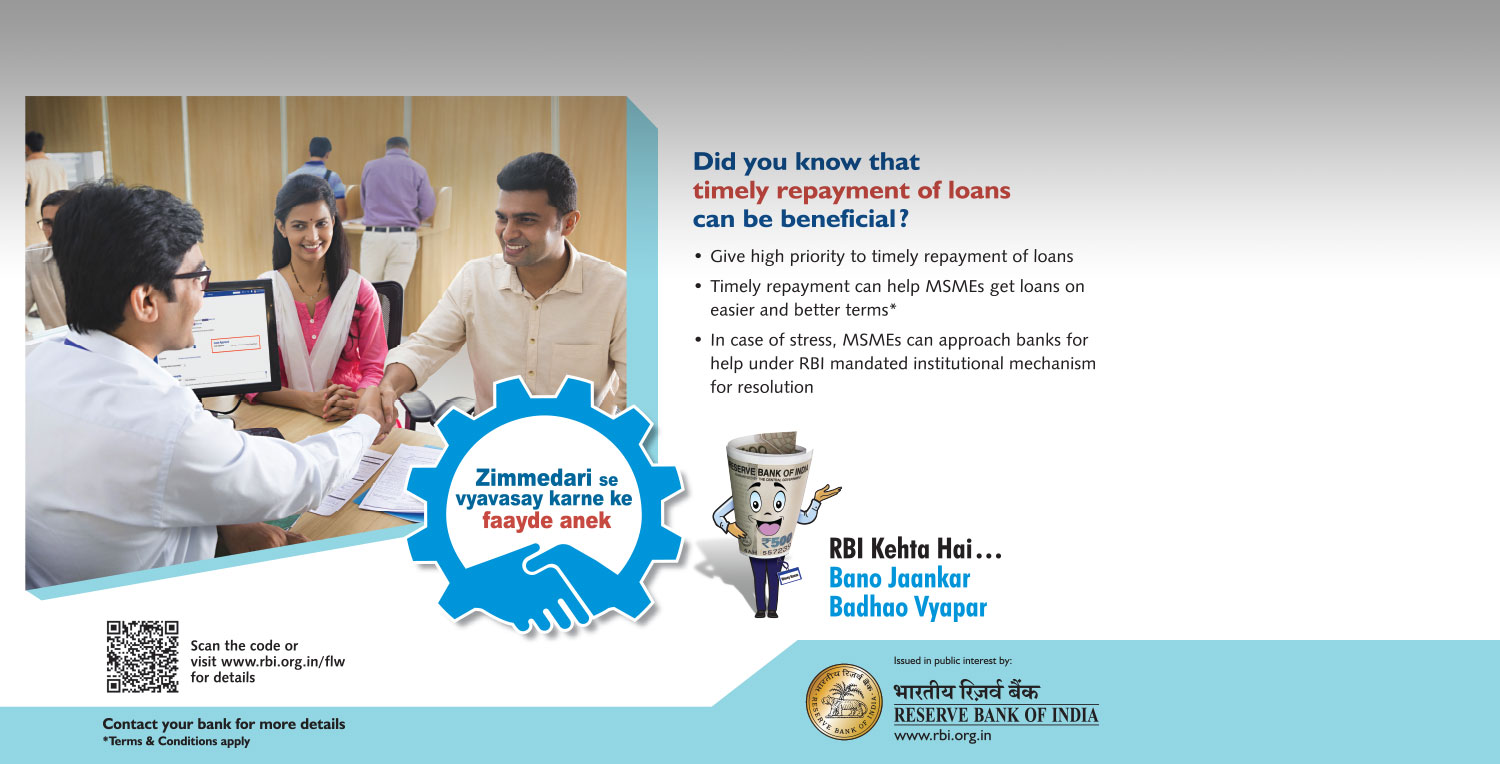 Did you know that
timely repayment of loans
can be beneficial?
• Give high priority to timely repayment of loans
• Timely repayment can help MSMEs get loans on
easier and better terms*
• In case of stress, MSMEs can approach banks for
help under RBI mandated institutional mechanism
for resolution
Zimmedari se
vyavasay karne ke
faayde anek
RESERVE BANK OF INDIA
₹500
RBI Kehta Hai...
Bano Jaankar
Badhao Vyapar
Scan the code or
visit www.rbi.org.in/flw
for details
Contact your bank for more details
*Terms & Conditions apply
Issued in public interest by:
भारतीय रिज़र्व बैंक
RESERVE BANK OF INDIA
भारतीय रिज़र्व बैंक
RESERVE BANK OF INDIA
www.rbi.org.in